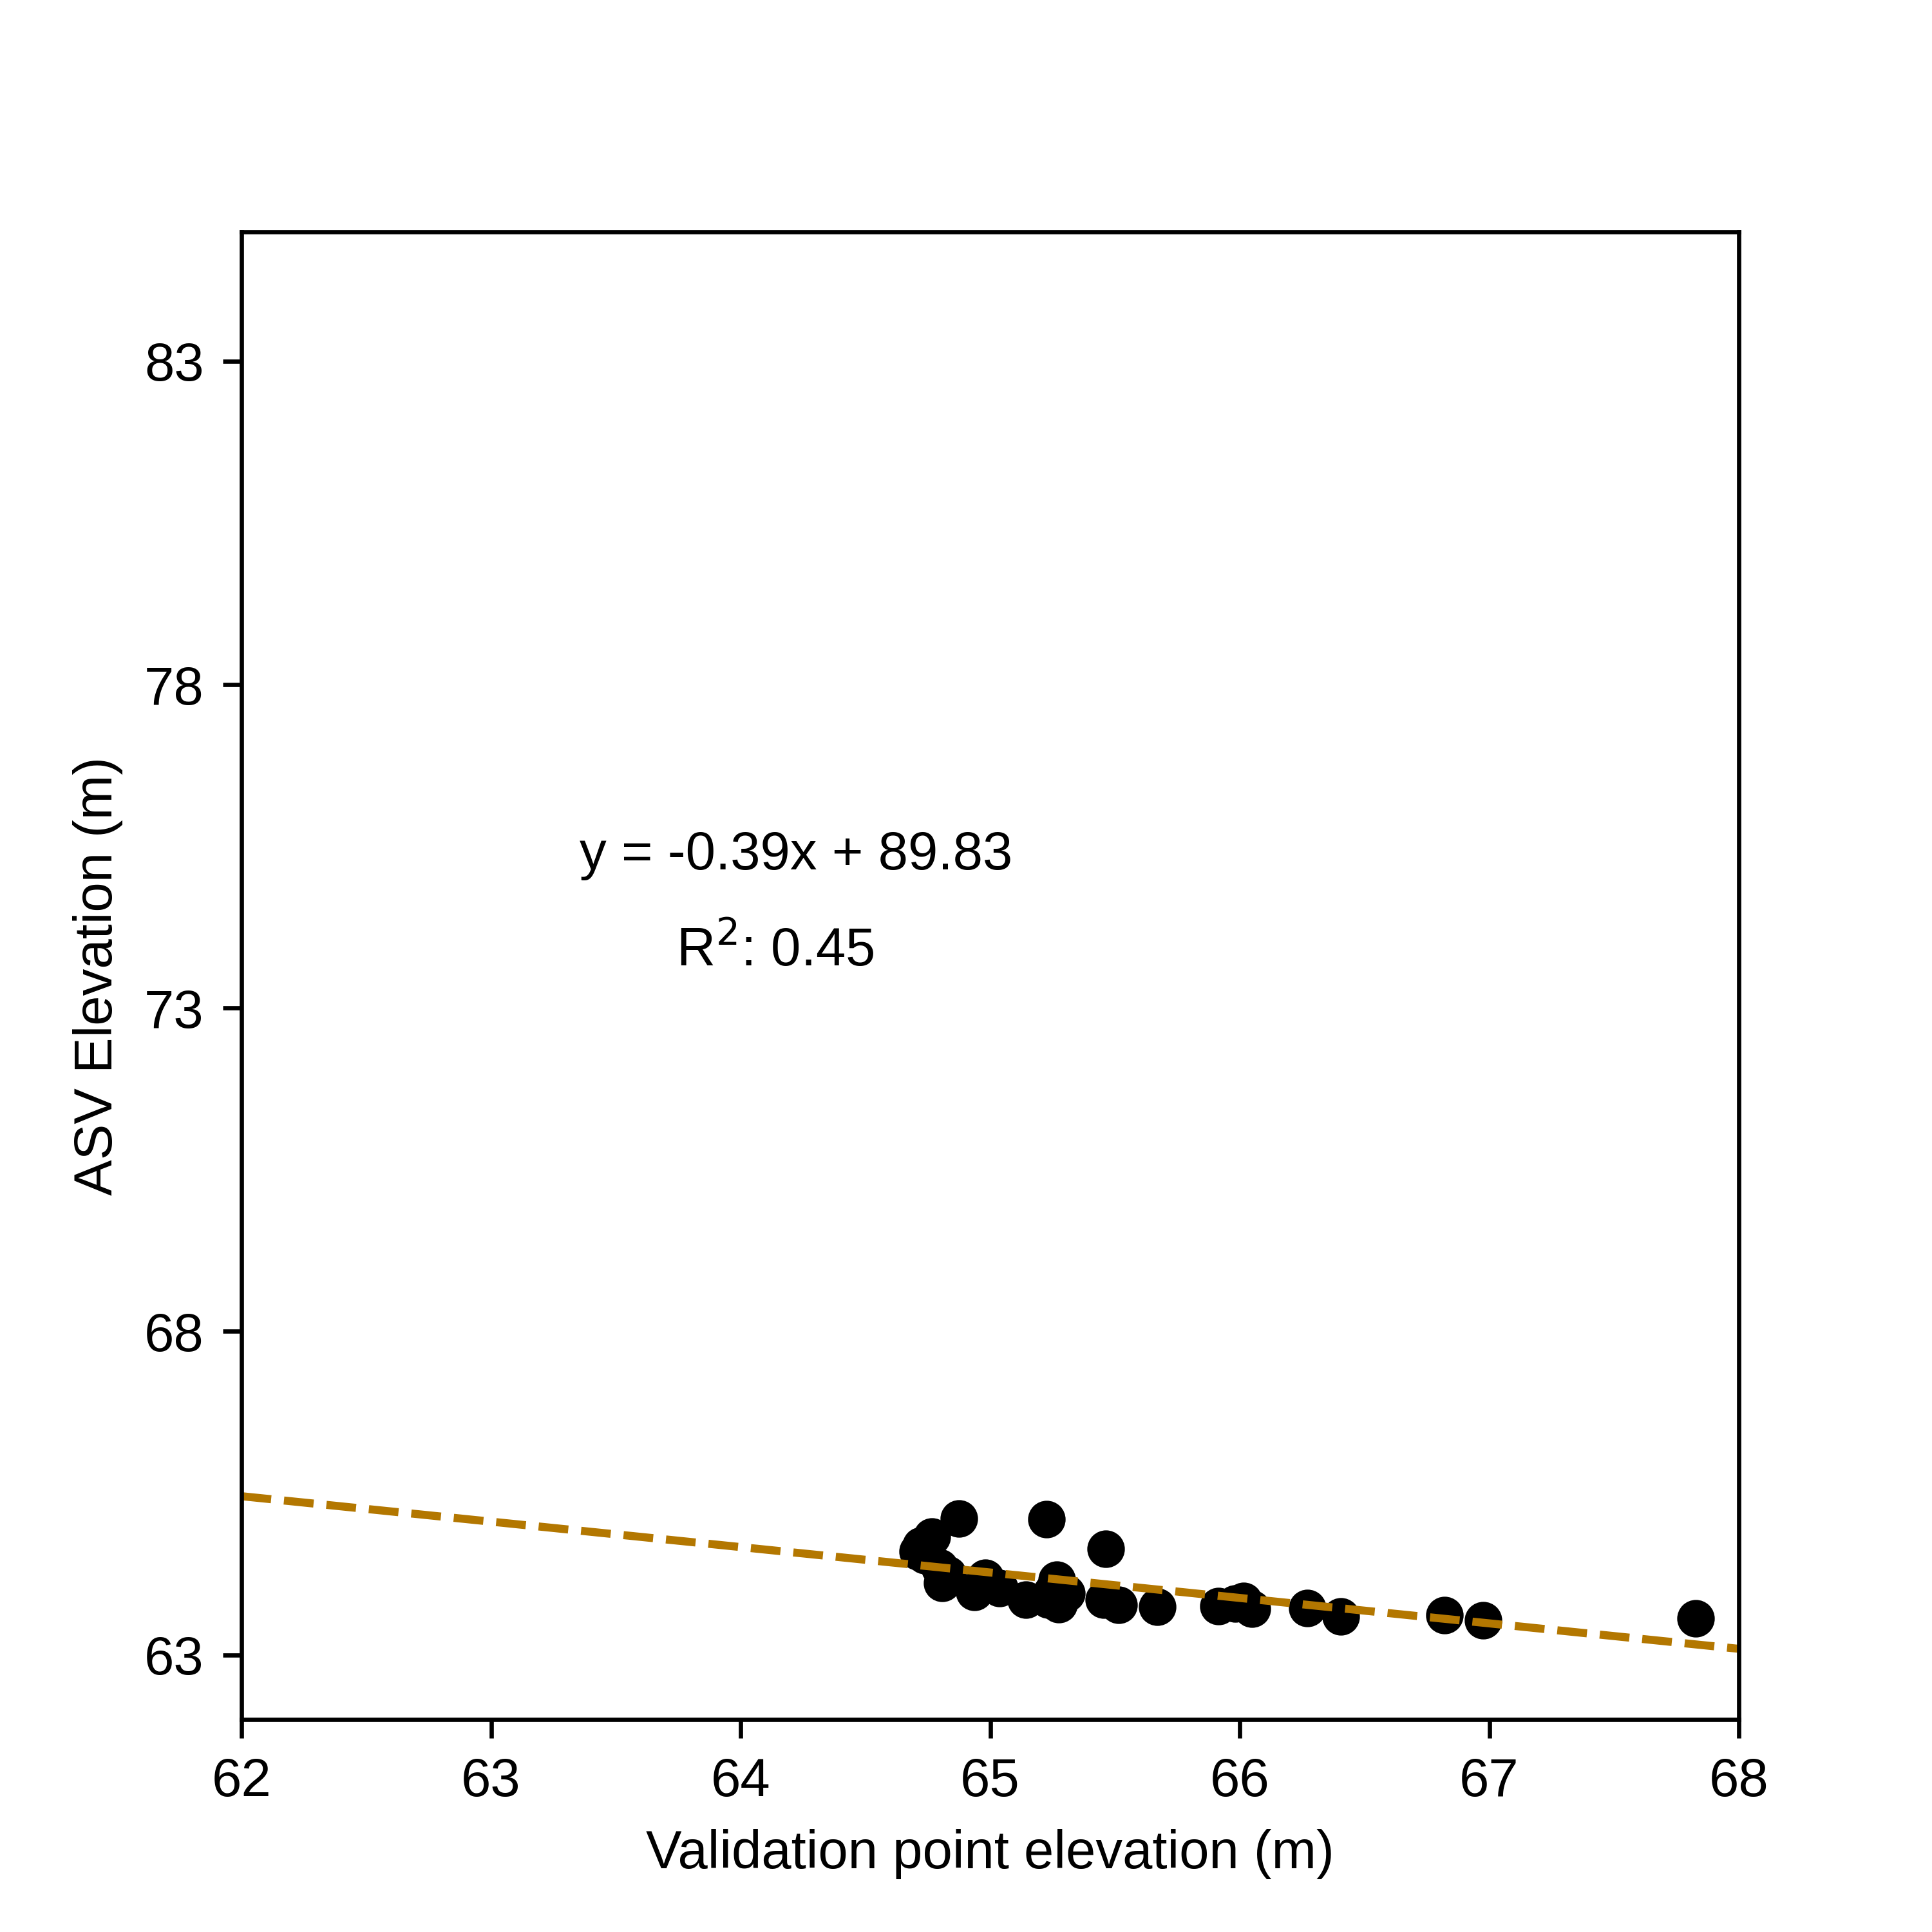 83
78
73
68
63
ASV Elevation (m)
y = -0.39x + 89.83
R²: 0.45
62 63 64 65 66 67 68
Validation point elevation (m)